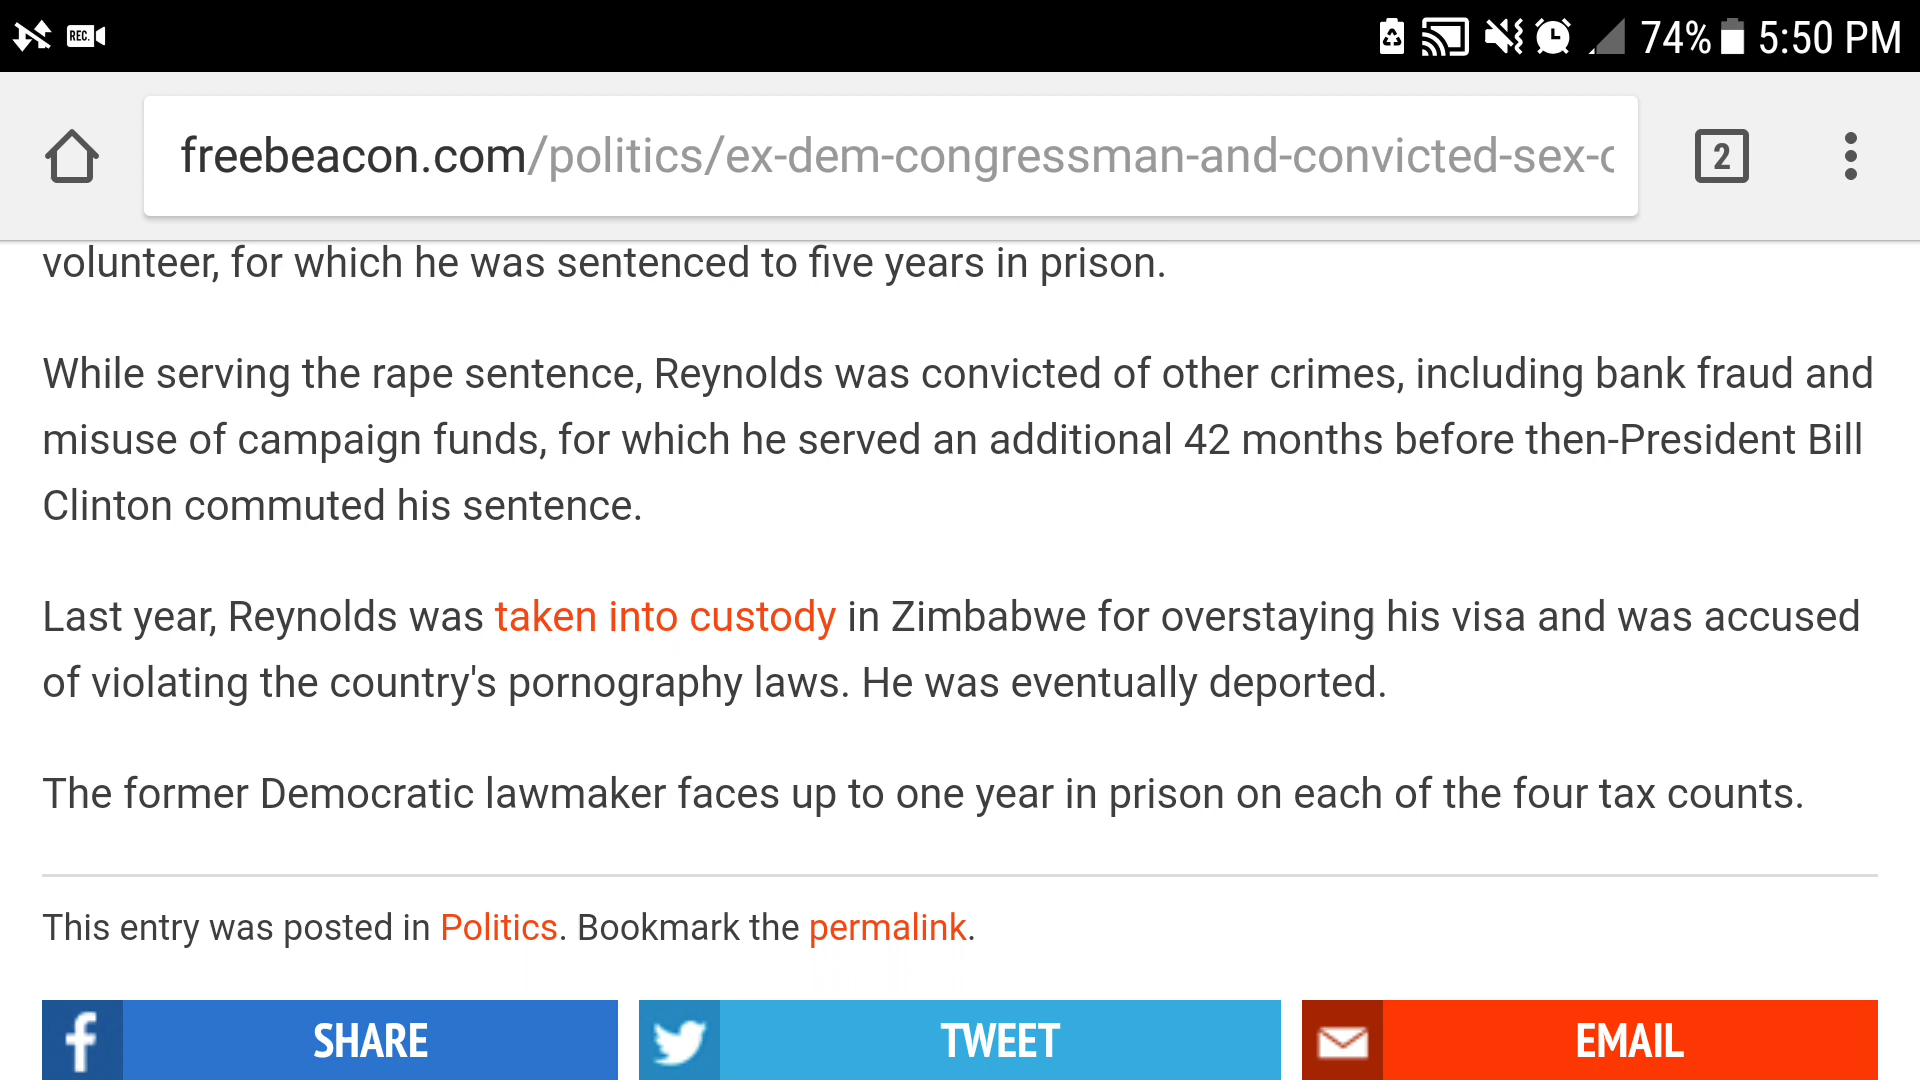 REC. 74% 5:50 PM
freebeacon.com/politics/ex-dem-congressman-and-convicted-sex- 2
volunteer, for which he was sentenced to five years in prison.
While serving the rape sentence, Reynolds was convicted of other crimes, including bank fraud and
misuse of campaign funds, for which he served an additional 42 months before then-President Bill
Clinton commuted his sentence.
Last year, Reynolds was taken into custody in Zimbabwe for overstaying his visa and was accused
of violating the country's pornography laws. He was eventually deported.
The former Democratic lawmaker faces up to one year in prison on each of the four tax counts.
This entry was posted in Politics. Bookmark the permalink.
SHARE TWEET EMAIL